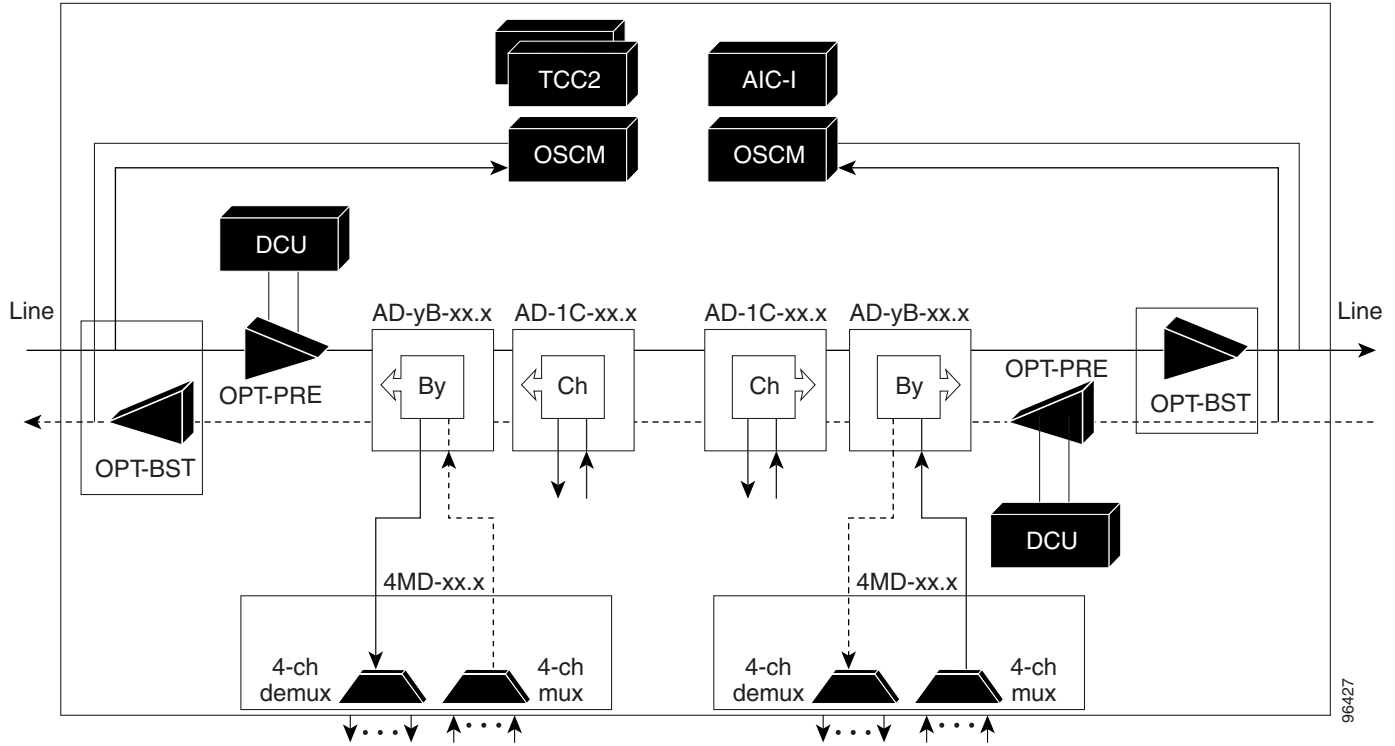 TCC2
AIC-I
OSCM
OSCM
DCU
Line
AD-yB-xx.x
AD-1C-xx.x
AD-1C-xx.x
AD-yB-xx.x
Line
By
Ch
Ch
By
OPT-PRE
OPT-PRE
OPT-BST
OPT-BST
DCU
4MD-xx.x
4MD-xx.x
4-ch
demux
4-ch
mux
4-ch
demux
4-ch
mux
96427